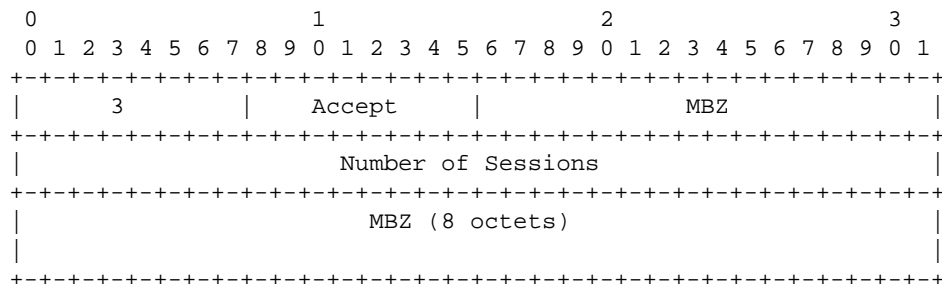 0                   1                   2                   3
0 1 2 3 4 5 6 7 8 9 0 1 2 3 4 5 6 7 8 9 0 1 2 3 4 5 6 7 8 9 0 1
+-+-+-+-+-+-+-+-+-+-+-+-+-+-+-+-+-+-+-+-+-+-+-+-+-+-+-+-+-+-+-+-+
|      3        |    Accept     |              MBZ              |
+-+-+-+-+-+-+-+-+-+-+-+-+-+-+-+-+-+-+-+-+-+-+-+-+-+-+-+-+-+-+-+-+
|                      Number of Sessions                       |
+-+-+-+-+-+-+-+-+-+-+-+-+-+-+-+-+-+-+-+-+-+-+-+-+-+-+-+-+-+-+-+-+
|                        MBZ (8 octets)                         |
|                                                               |
+-+-+-+-+-+-+-+-+-+-+-+-+-+-+-+-+-+-+-+-+-+-+-+-+-+-+-+-+-+-+-+-+